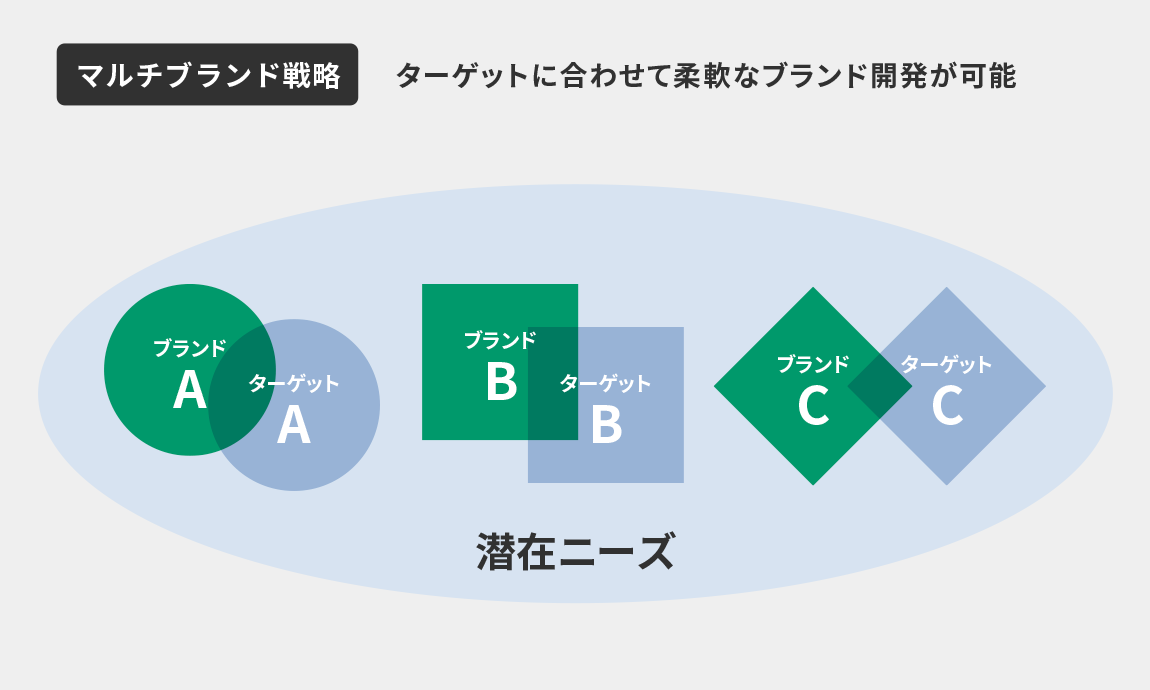 マルチブランド戦略
ターゲットに合わせて柔軟なブランド開発が可能
ブランド
A
ターゲット
A
ブランド
B
ターゲット
B
ブランド
C
ターゲット
C
潜在ニーズ